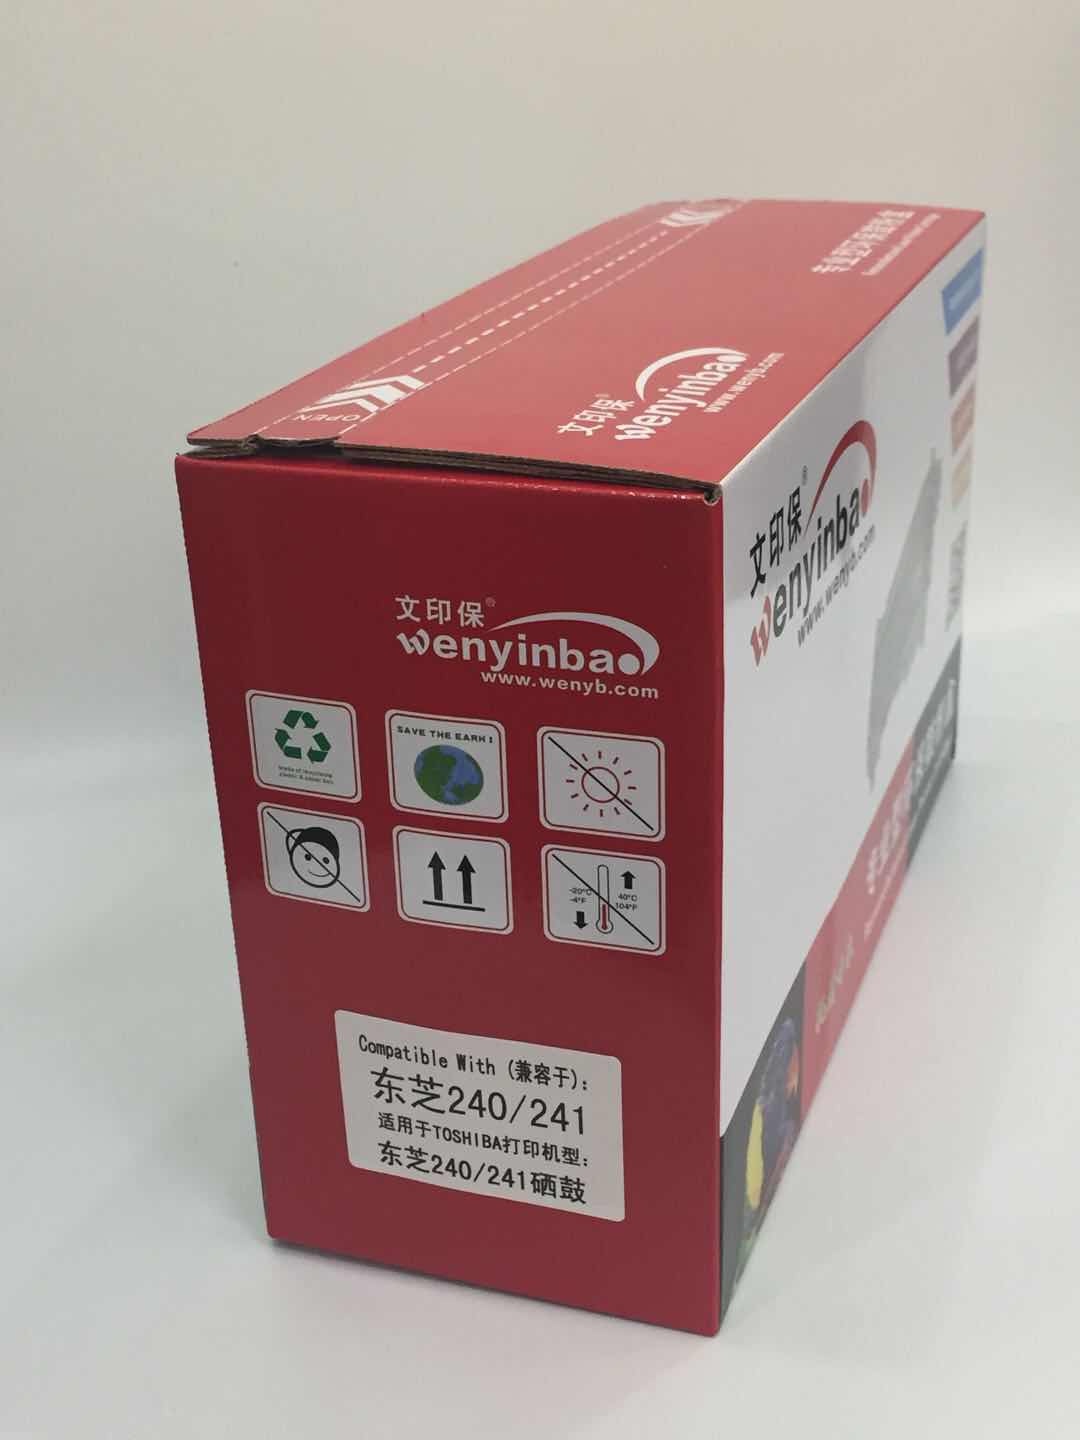 OPEN
文印保®
wenyinbao
www.wenyb.com
文印保®
wenyinbao
www.wenyb.com
文印保®
wenyinbao
www.wenyb.com
SAVE THE EARH!
-20°C
-4°F
40°C
104°F
Compatible With (兼容于):
东芝240/241
适用于TOSHIBA打印机型:
东芝240/241硒鼓